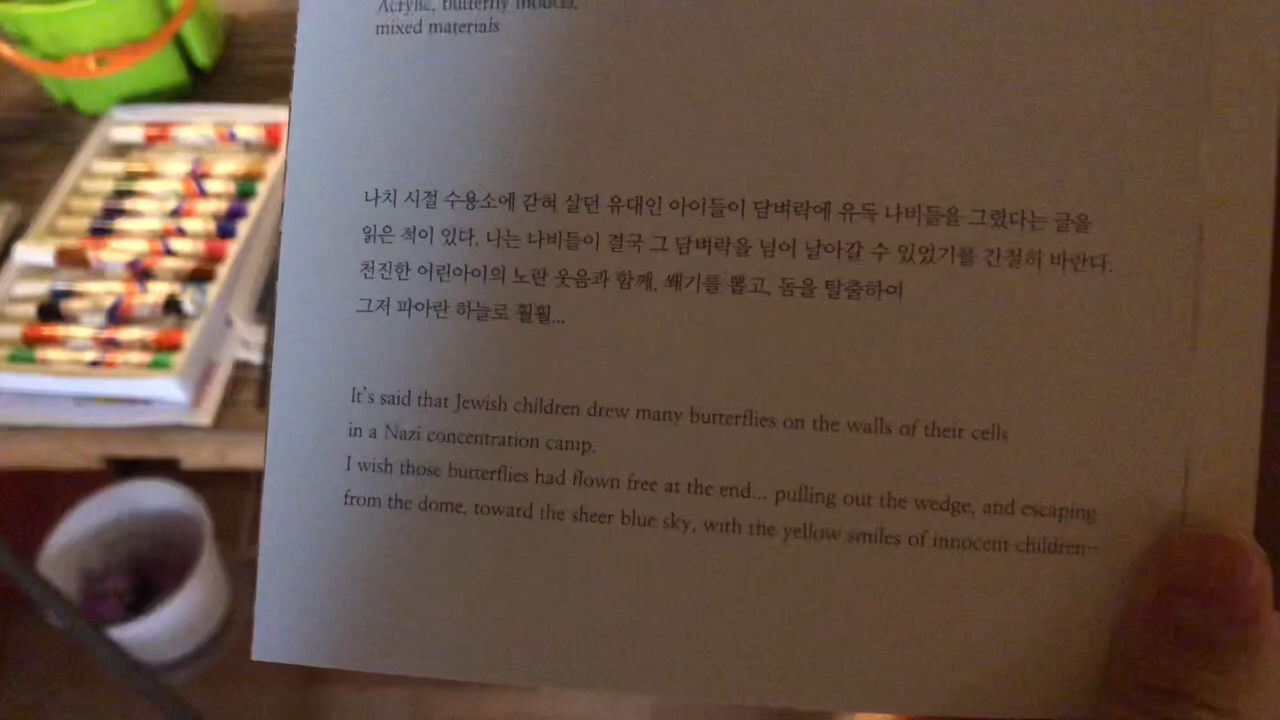 Acrylic, butterfly models,
mixed materials
나치 시절 수용소에 갇혀 살던 유대인 아이들이 담벼락에 유독 나비들을 그렸다는 글을
읽은 적이 있다. 나는 나비들이 결국 그 담벼락을 넘어 날아갈 수 있었기를 간절히 바란다.
천진한 어린아이의 노란 웃음과 함께. 쐐기를 뽑고, 돔을 탈출하여
그저 파아란 하늘로 훨훨...
It's said that Jewish children drew many butterflies on the walls of their cells
in a Nazi concentration camp.
I wish those butterflies had flown free at the end... pulling out the wedge, and escaping
from the dome, toward the sheer blue sky, with the yellow smiles of innocent children···